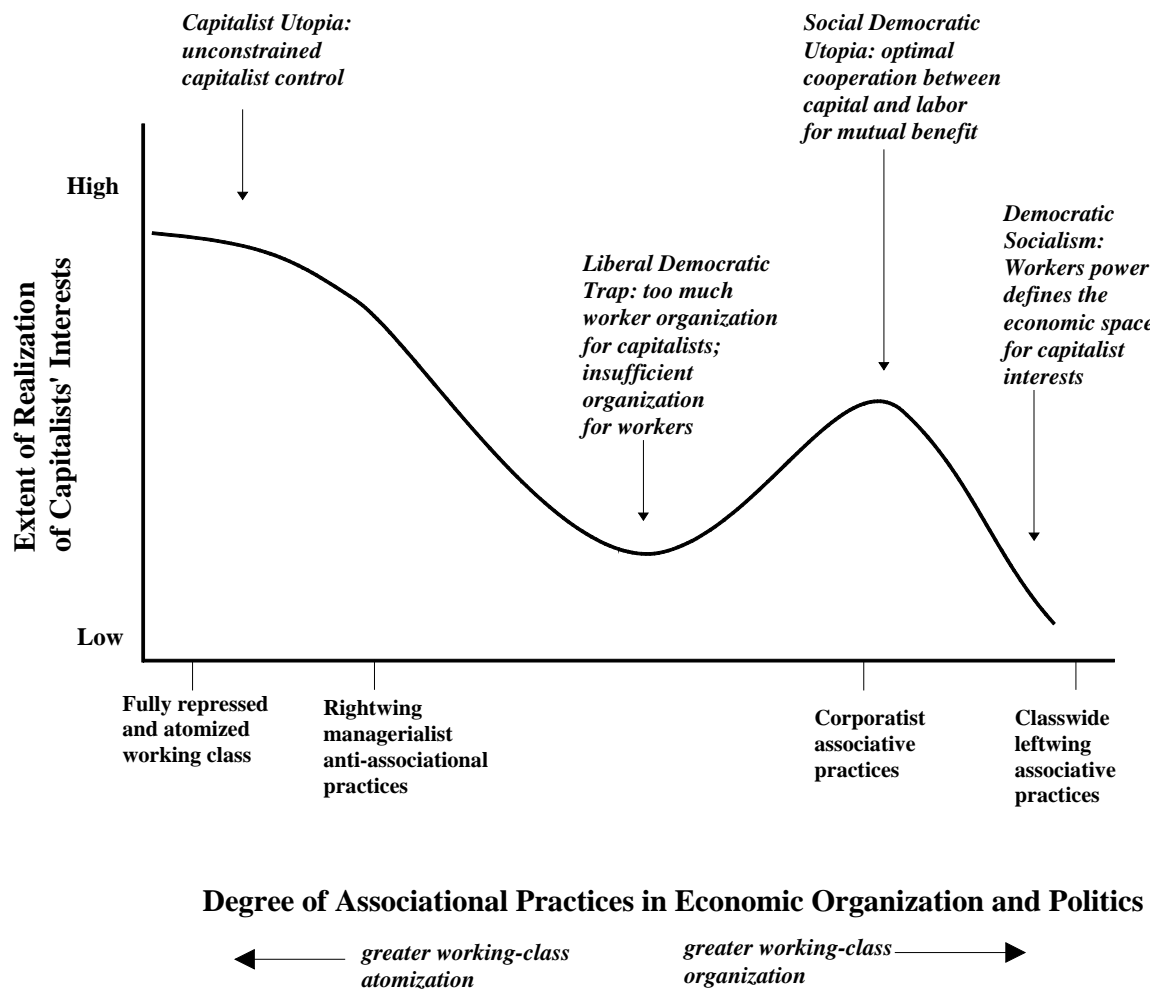 Capitalist Utopia:
unconstrained
capitalist control
Social Democratic
Utopia: optimal
cooperation between
capital and labor
for mutual benefit
High
Democratic
Socialism:
Workers power
defines the
economic space
for capitalist
interests
Liberal Democratic
Trap: too much
worker organization
for capitalists;
insufficient
organization
for workers
Extent of Realization
of Capitalists' Interests
Low
Fully repressed
and atomized
working class
Rightwing
managerialist
anti-associational
practices
Corporatist
associative
practices
Classwide
leftwing
associative
practices
Degree of Associational Practices in Economic Organization and Politics
greater working-class
atomization
greater working-class
organization